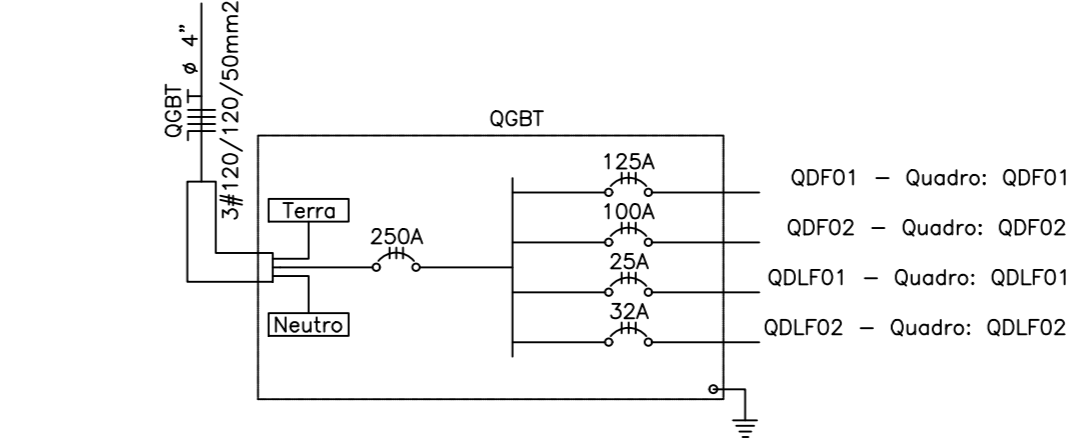 QGBT
ø 4"
3#120/120/50mm2
QGBT
Terra
250A
Neutro
125A
QDF01 – Quadro: QDF01
100A
QDF02 – Quadro: QDF02
25A
QDLF01 – Quadro: QDLF01
32A
QDLF02 – Quadro: QDLF02